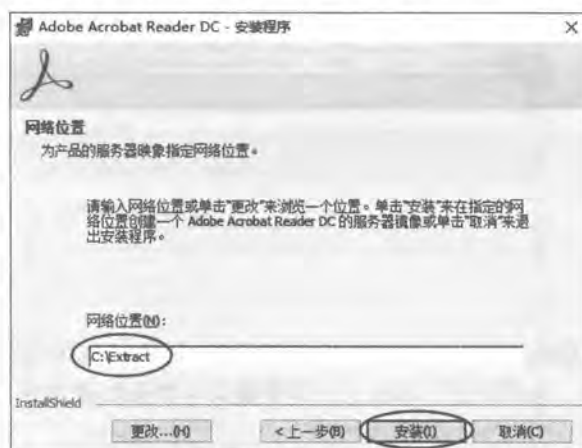 Adobe Acrobat Reader DC - 安装程序
网络位置
为产品的服务器映象指定网络位置。
请输入网络位置或单击"更改"来浏览一个位置。单击"安装"来在指定的网
络位置创建一个 Adobe Acrobat Reader DC 的服务器镜像或单击"取消"来退
出安装程序。
网络位置(N):
C:\Extract
InstallShield
更改...(H) <上一步(B) 安装(I) 取消(C)